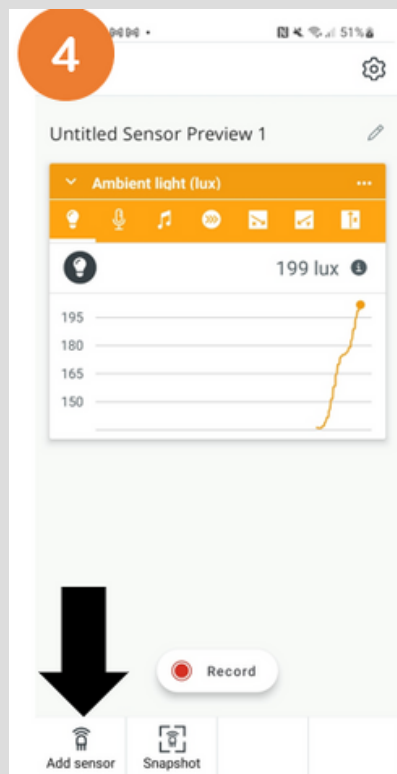 4
51%
Untitled Sensor Preview 1
Ambient light (lux)
199 lux
195
180
165
150
Record
Add sensor
Snapshot